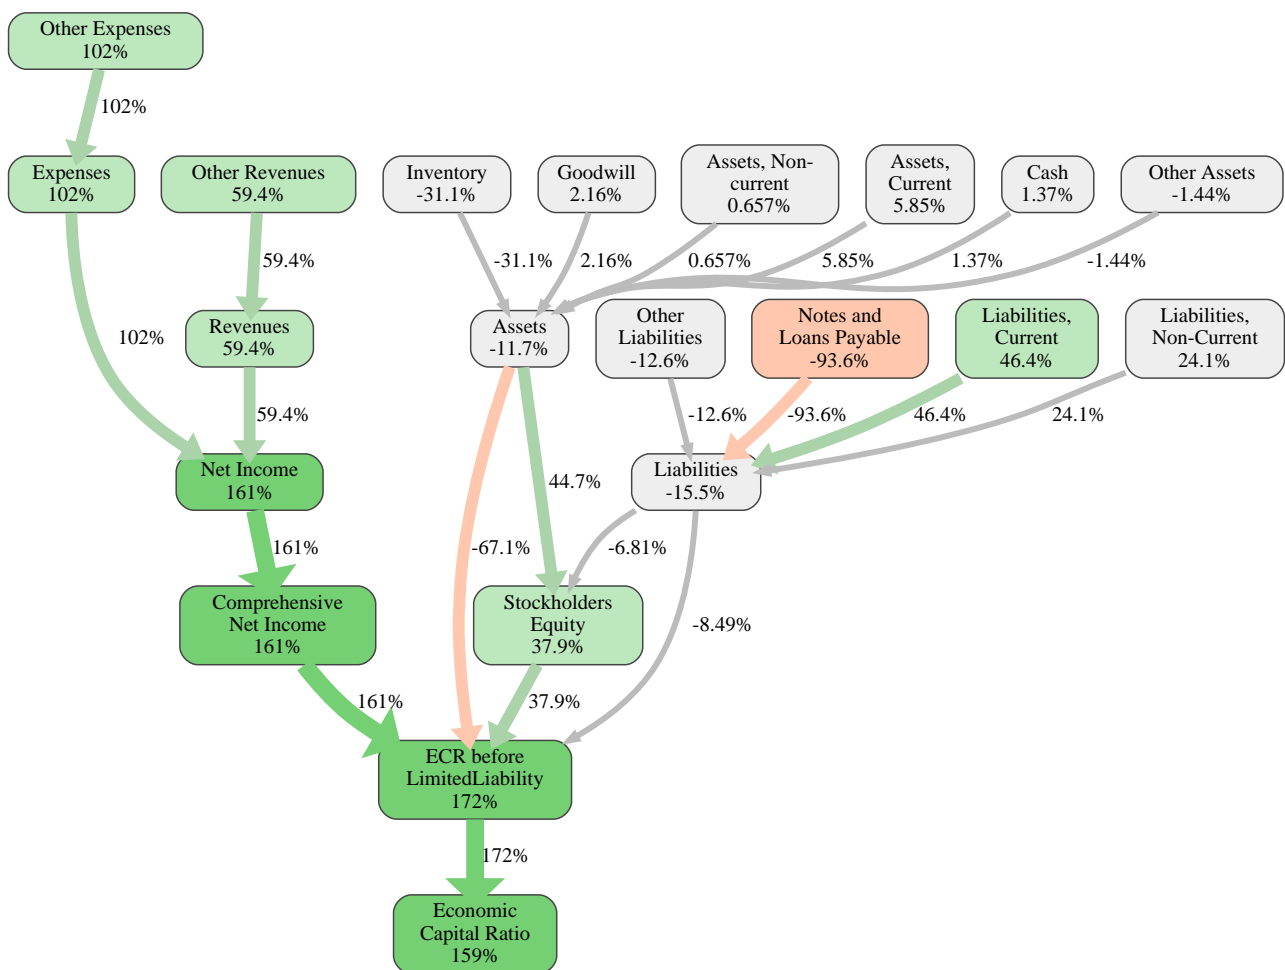 Other Expenses
102%
102%
Expenses
102%
Other Revenues
59.4%
Inventory
-31.1%
Goodwill
2.16%
Assets, Non-
current
0.657%
Assets,
Current
5.85%
Cash
1.37%
Other Assets
-1.44%
59.4%
-31.1%
2.16%
0.657%
5.85%
1.37%
-1.44%
Revenues
59.4%
Assets
-11.7%
Other
Liabilities
-12.6%
Notes and
Loans Payable
-93.6%
Liabilities,
Current
46.4%
Liabilities,
Non-Current
24.1%
102%
59.4%
-12.6%
-93.6%
46.4%
24.1%
Net Income
161%
44.7%
Liabilities
-15.5%
161%
-67.1%
-6.81%
Comprehensive
Net Income
161%
Stockholders
Equity
37.9%
-8.49%
161%
37.9%
ECR before
LimitedLiability
172%
172%
Economic
Capital Ratio
159%